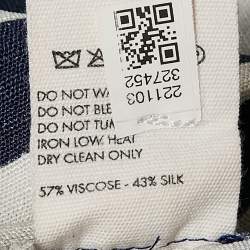 221103
327452
DO NOT WA
DO NOT BLE
DO NOT TUM
IRON LOW HEAT
DRY CLEAN ONLY
57% VISCOSE - 43% SILK